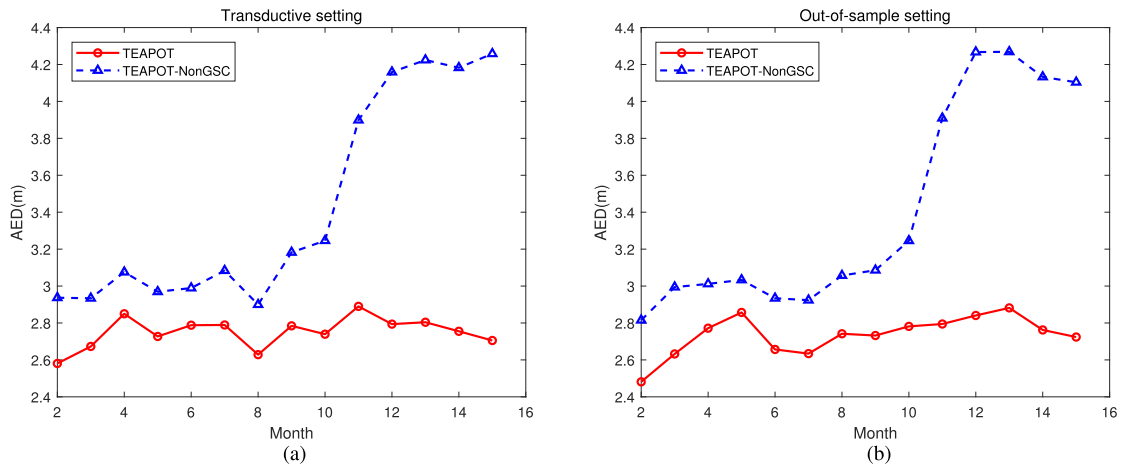 Transductive setting
4.4
4.2
4
3.8
3.6
3.4
3.2
3
2.8
2.6
2.4
AED(m)
TEAPOT
TEAPOT-NonGSC
2 4 6 8 10 12 14 16
Month
(a)
Out-of-sample setting
4.4
4.2
4
3.8
3.6
3.4
3.2
3
2.8
2.6
2.4
AED(m)
TEAPOT
TEAPOT-NonGSC
2 4 6 8 10 12 14 16
Month
(b)